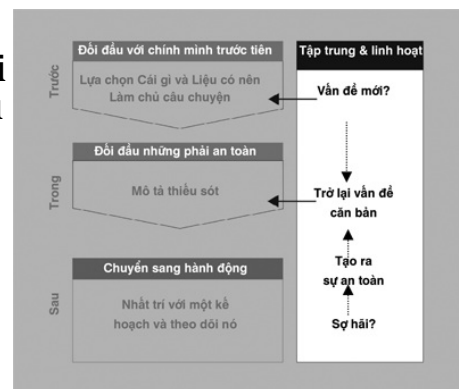 Đối đầu với chính mình trước tiên
Tập trung & linh hoạt
Trước
Lựa chọn Cái gì và Liệu có nên
Làm chủ câu chuyện
Vấn đề mới?
Đối đầu những phải an toàn
Trong
Mô tả thiếu sót
Trở lại vấn đề
căn bản
Chuyển sang hành động
Tạo ra
sự an toàn
Sau
Nhất trí với một kế
hoạch và theo dõi nó
Sợ hãi?